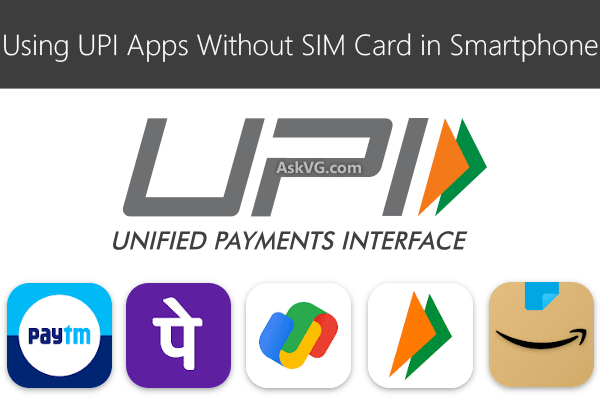 Using UPI Apps Without SIM Card in Smartphone
UPI
AskVG.com
UNIFIED PAYMENTS INTERFACE
paytm
पे